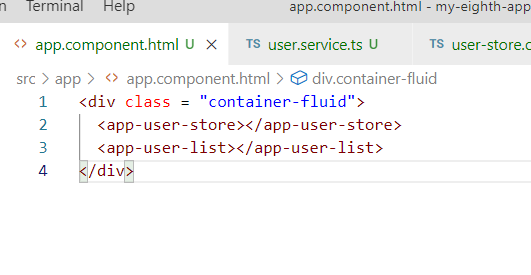 Terminal Help app.component.html - my-eighth-app
app.component.html U TS user.service.ts U TS
src > app > app.component.html > div.container-fluid
1 <div class = "container-fluid">
2 <app-user-store></app-user-store>
3 <app-user-list></app-user-list>
4 </div>